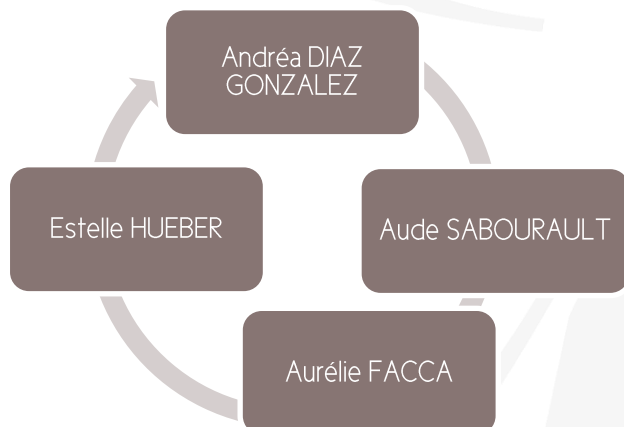 Andréa DIAZ
GONZALEZ
Estelle HUEBER
Aude SABOURAULT
Aurélie FACCA